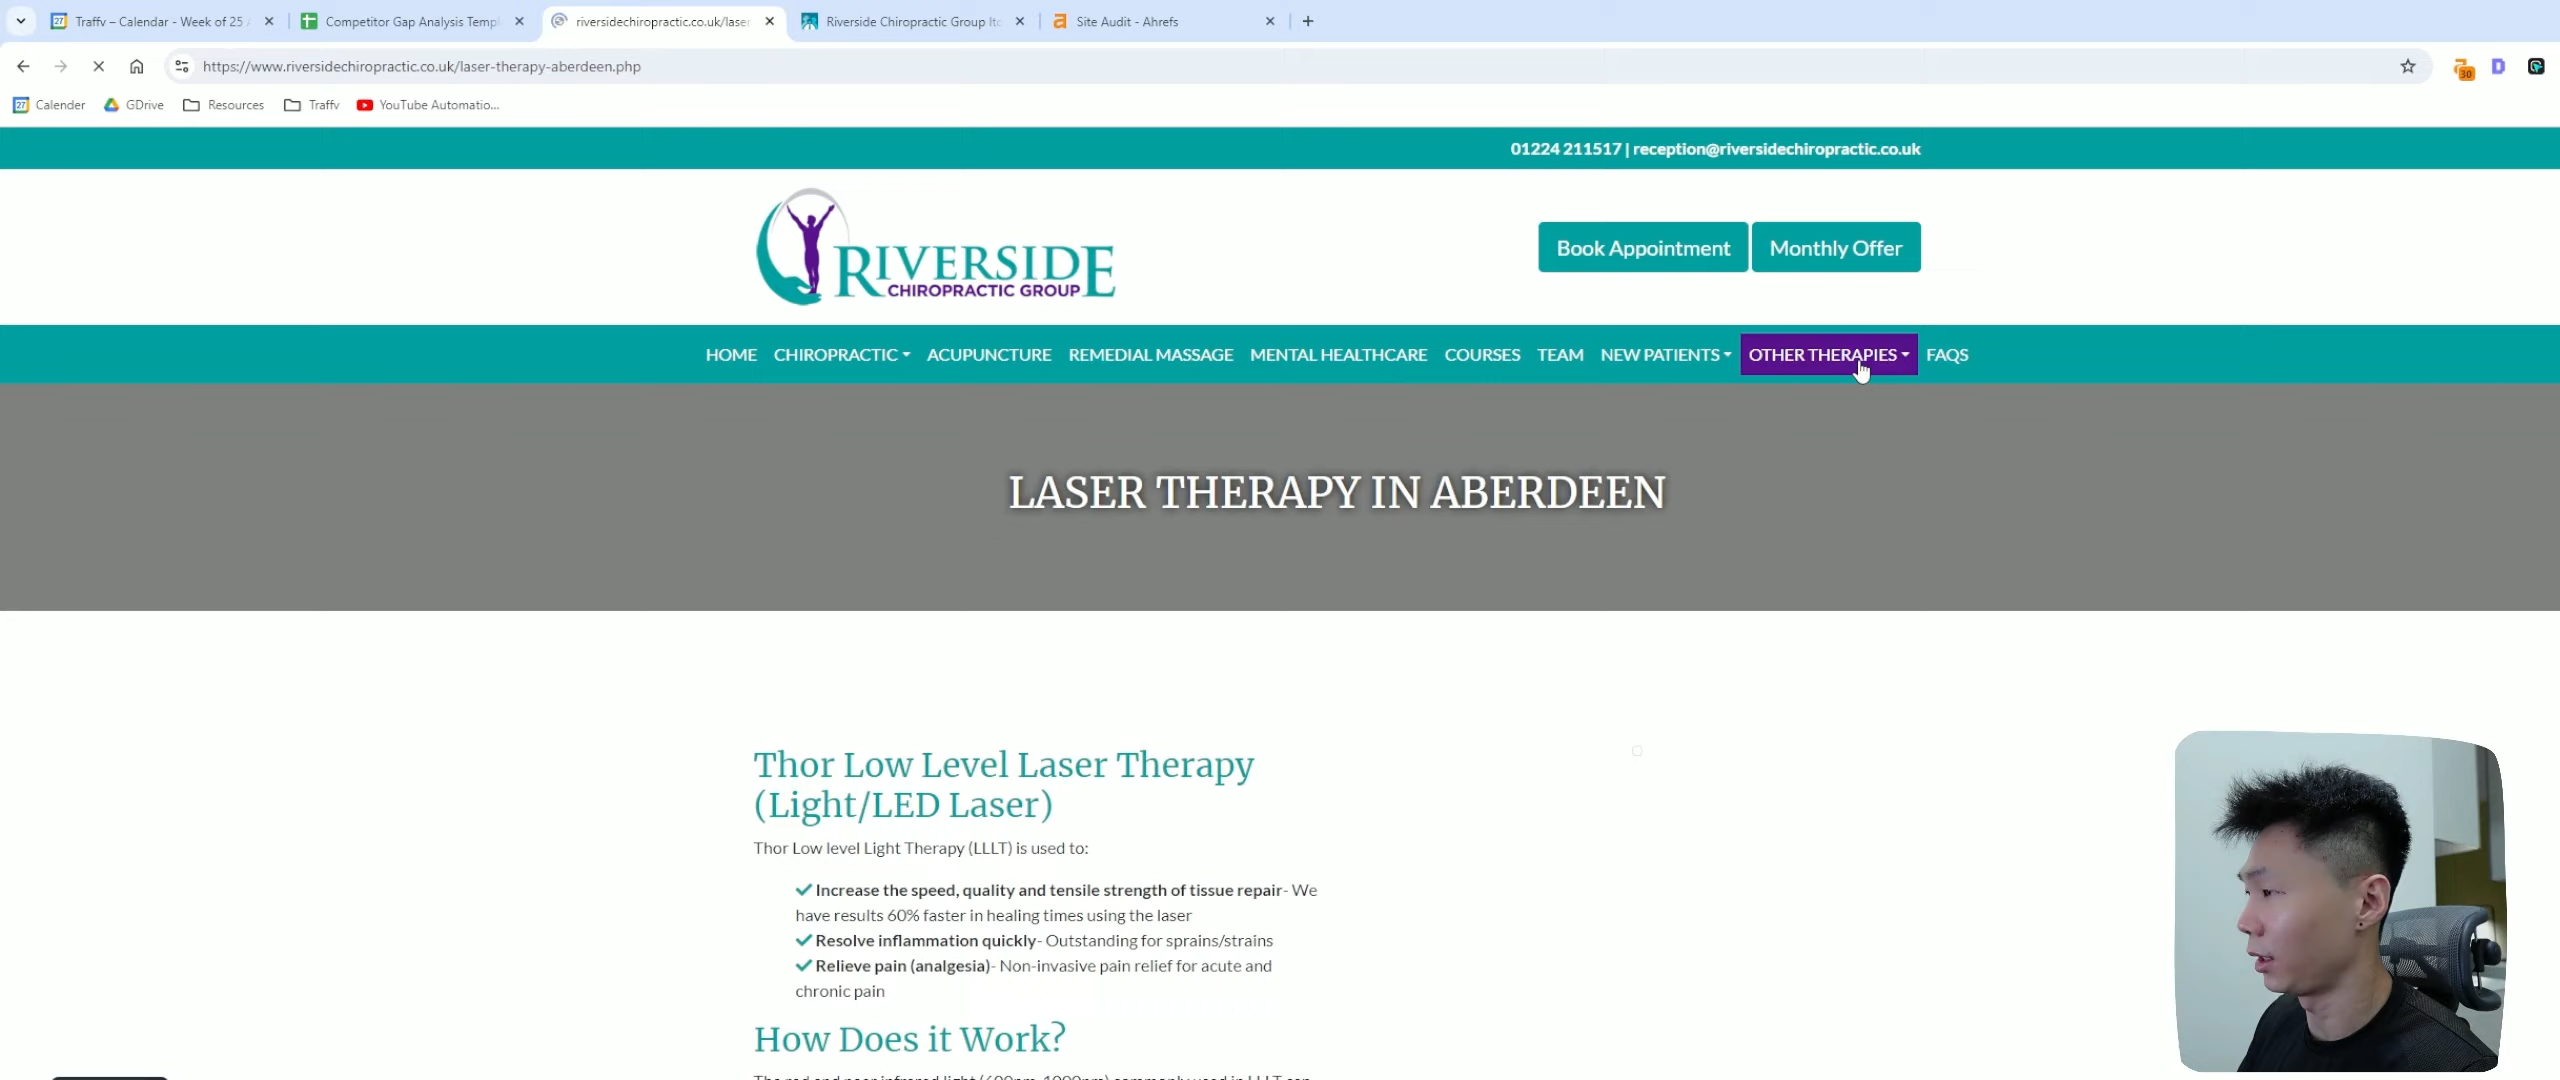 Traffv – Calendar - Week of 25
Competitor Gap Analysis Templ
riversidechiropractic.co.uk/laser
Riverside Chiropractic Group ltd
Site Audit - Ahrefs
https://www.riversidechiropractic.co.uk/laser-therapy-aberdeen.php
30
27 Calender
GDrive
Resources
Traffv
YouTube Automatio...
01224 211517 | reception@riversidechiropractic.co.uk
RIVERSIDE
CHIROPRACTIC GROUP
Book Appointment
Monthly Offer
HOME CHIROPRACTIC ACUPUNCTURE REMEDIAL MASSAGE MENTAL HEALTHCARE COURSES TEAM NEW PATIENTS OTHER THERAPIES FAQS
LASER THERAPY IN ABERDEEN
Thor Low Level Laser Therapy
(Light/LED Laser)
Thor Low level Light Therapy (LLLT) is used to:
Increase the speed, quality and tensile strength of tissue repair- We
have results 60% faster in healing times using the laser
Resolve inflammation quickly- Outstanding for sprains/strains
Relieve pain (analgesia)- Non-invasive pain relief for acute and
chronic pain
How Does it Work?